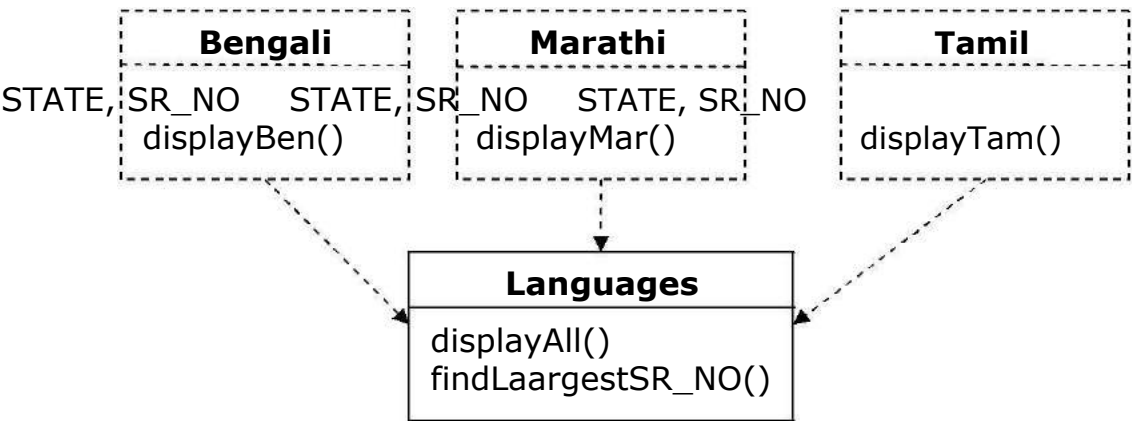 Bengali Marathi Tamil
STATE, SR_NO STATE, SR_NO STATE, SR_NO
displayBen() displayMar() displayTam()
Languages
displayAll()
findLaargestSR_NO()